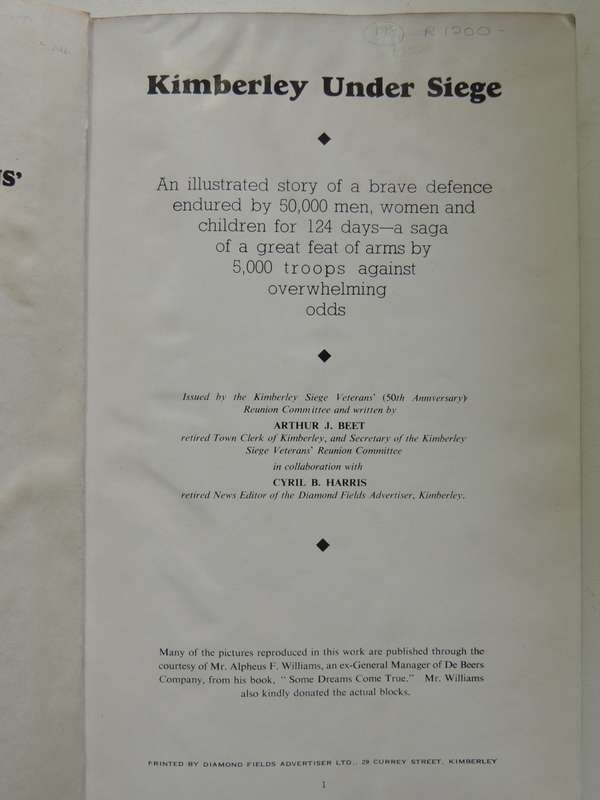 R1200-
Kimberley Under Siege
An illustrated story of a brave defence
endured by 50,000 men, women and
children for 124 days—a saga
of a great feat of arms by
5,000 troops against
overwhelming
odds
Issued by the Kimberley Siege Veterans' (50th Anniversary)
Reunion Committee and written by
ARTHUR J. BEET
retired Town Clerk of Kimberley, and Secretary of the Kimberley
Siege Veterans' Reunion Committee
in collaboration with
CYRIL B. HARRIS
retired News Editor of the Diamond Fields Advertiser, Kimberley.
Many of the pictures reproduced in this work are published through the
courtesy of Mr. Alpheus F. Williams, an ex-General Manager of De Beers
Company, from his book, "Some Dreams Come True." Mr. Williams
also kindly donated the actual blocks.
PRINTED BY DIAMOND FIELDS ADVERTISER LTD., 29 CURREY STREET, KIMBERLEY
1